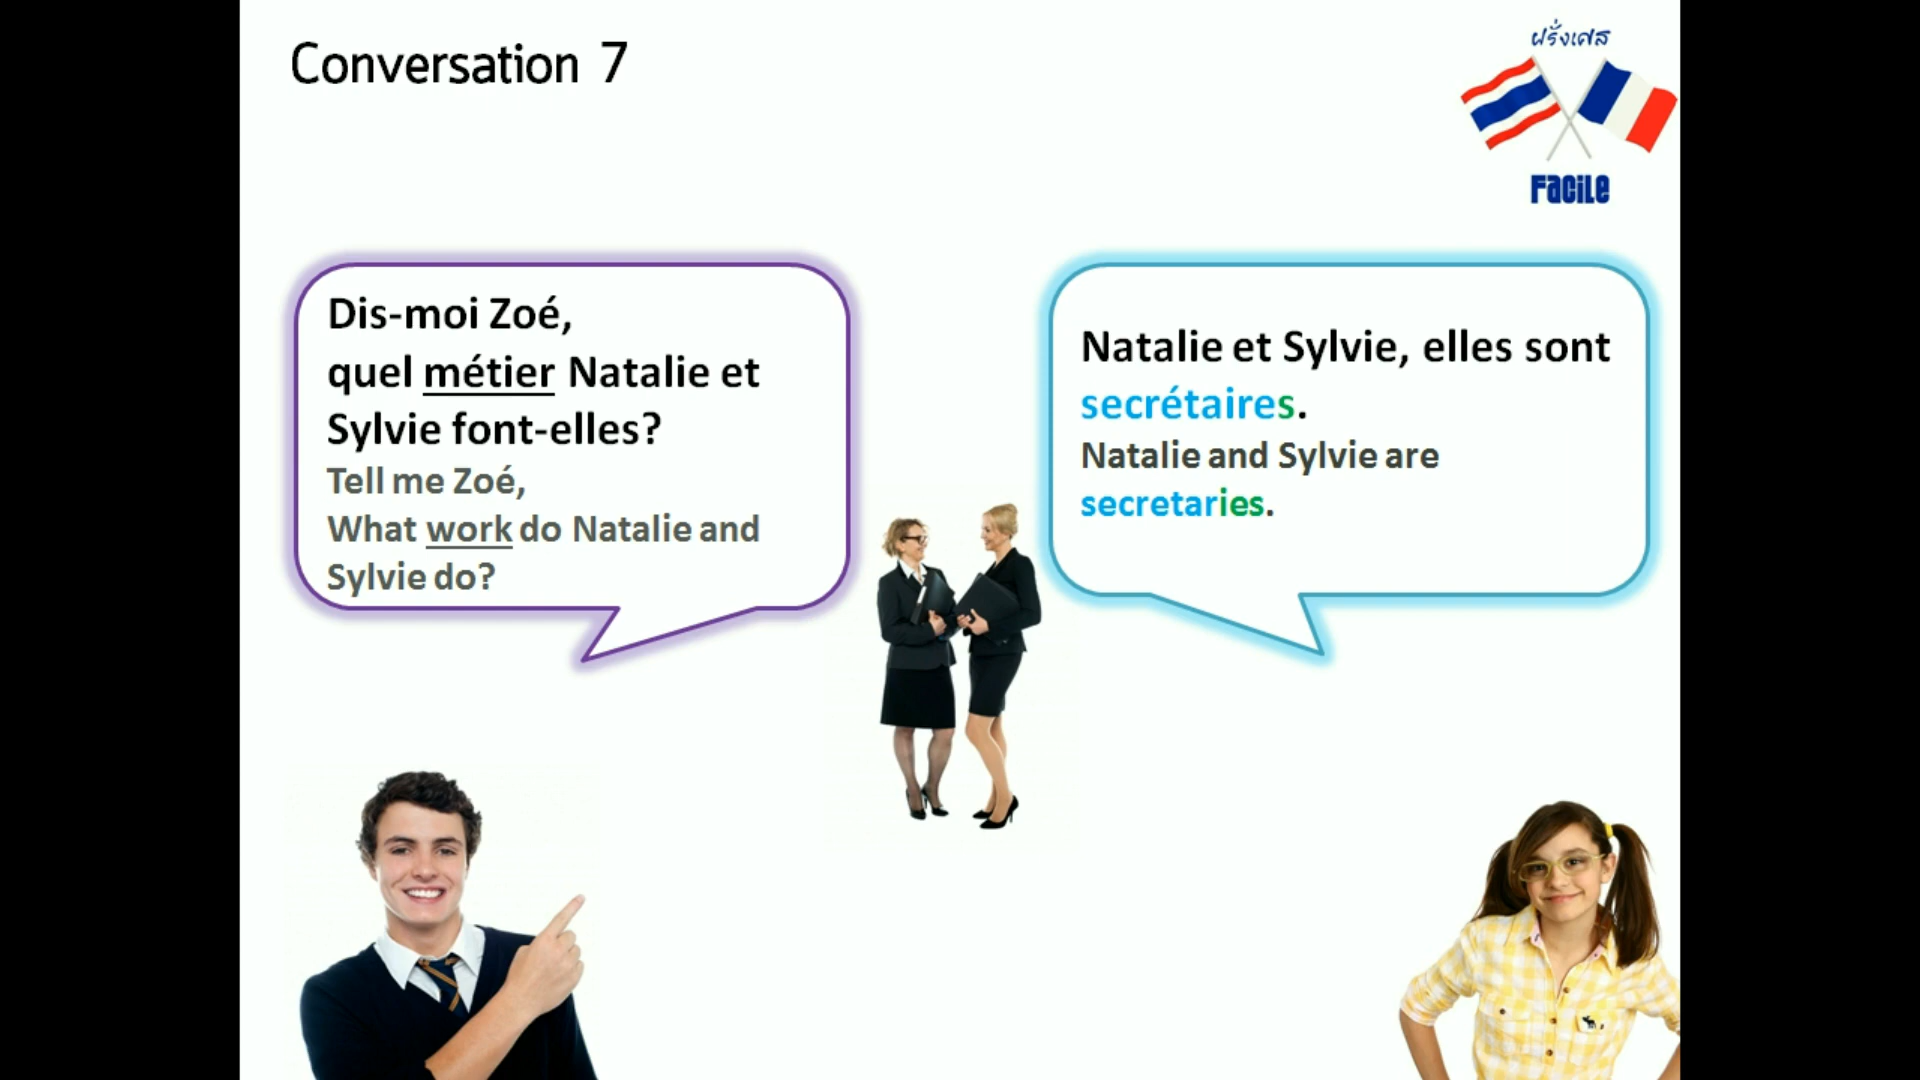 Conversation 7
ฝรั่งเศส
Facile
Dis-moi Zoé,
quel métier Natalie et
Sylvie font-elles?
Tell me Zoé,
What work do Natalie and
Sylvie do?
Natalie et Sylvie, elles sont
secrétaires.
Natalie and Sylvie are
secretaries.